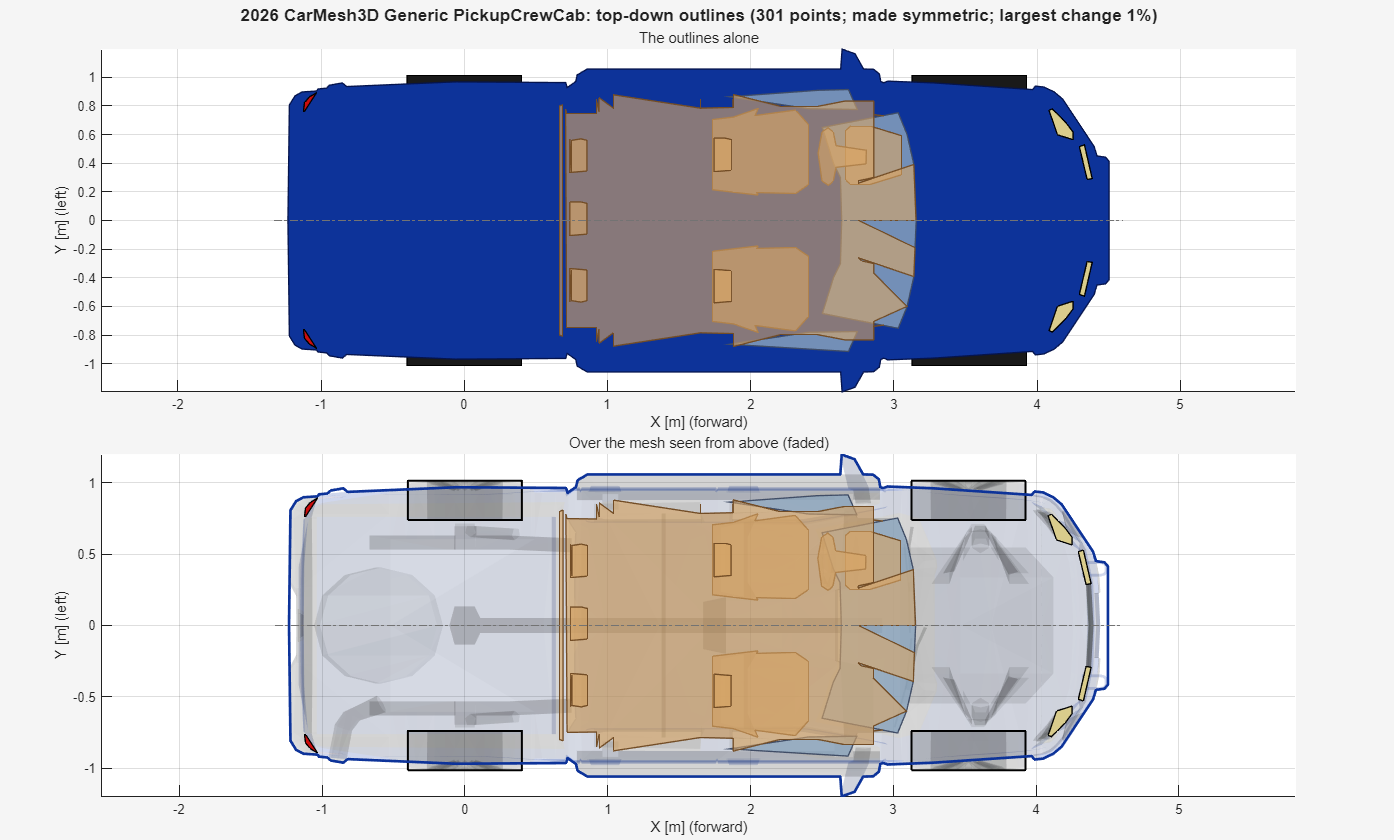 2026 CarMesh3D Generic PickupCrewCab: top-down outlines (301 points; made symmetric; largest change 1%)
The outlines alone
1
0.8
0.6
0.4
0.2
0
-0.2
-0.4
-0.6
-0.8
-1
Y [m] (left)
-2 -1 0 1 2 3 4 5
X [m] (forward)
Over the mesh seen from above (faded)
1
0.5
0
-0.5
-1
Y [m] (left)
-2 -1 0 1 2 3 4 5
X [m] (forward)